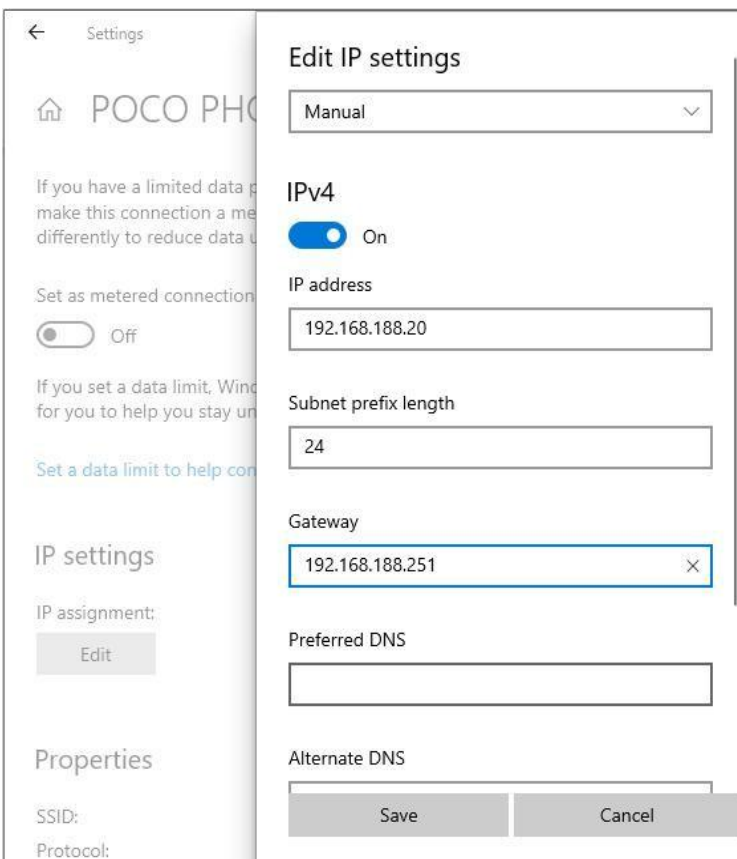 Settings
POCO PHO
If you have a limited data p
make this connection a me
differently to reduce data u
Set as metered connection
Off
If you set a data limit, Wind
for you to help you stay un
Set a data limit to help con
IP settings
IP assignment:
Edit
Properties
SSID:
Protocol:
Edit IP settings
Manual
IPv4
On
IP address
192.168.188.20
Subnet prefix length
24
Gateway
192.168.188.251
Preferred DNS
Alternate DNS
Save
Cancel